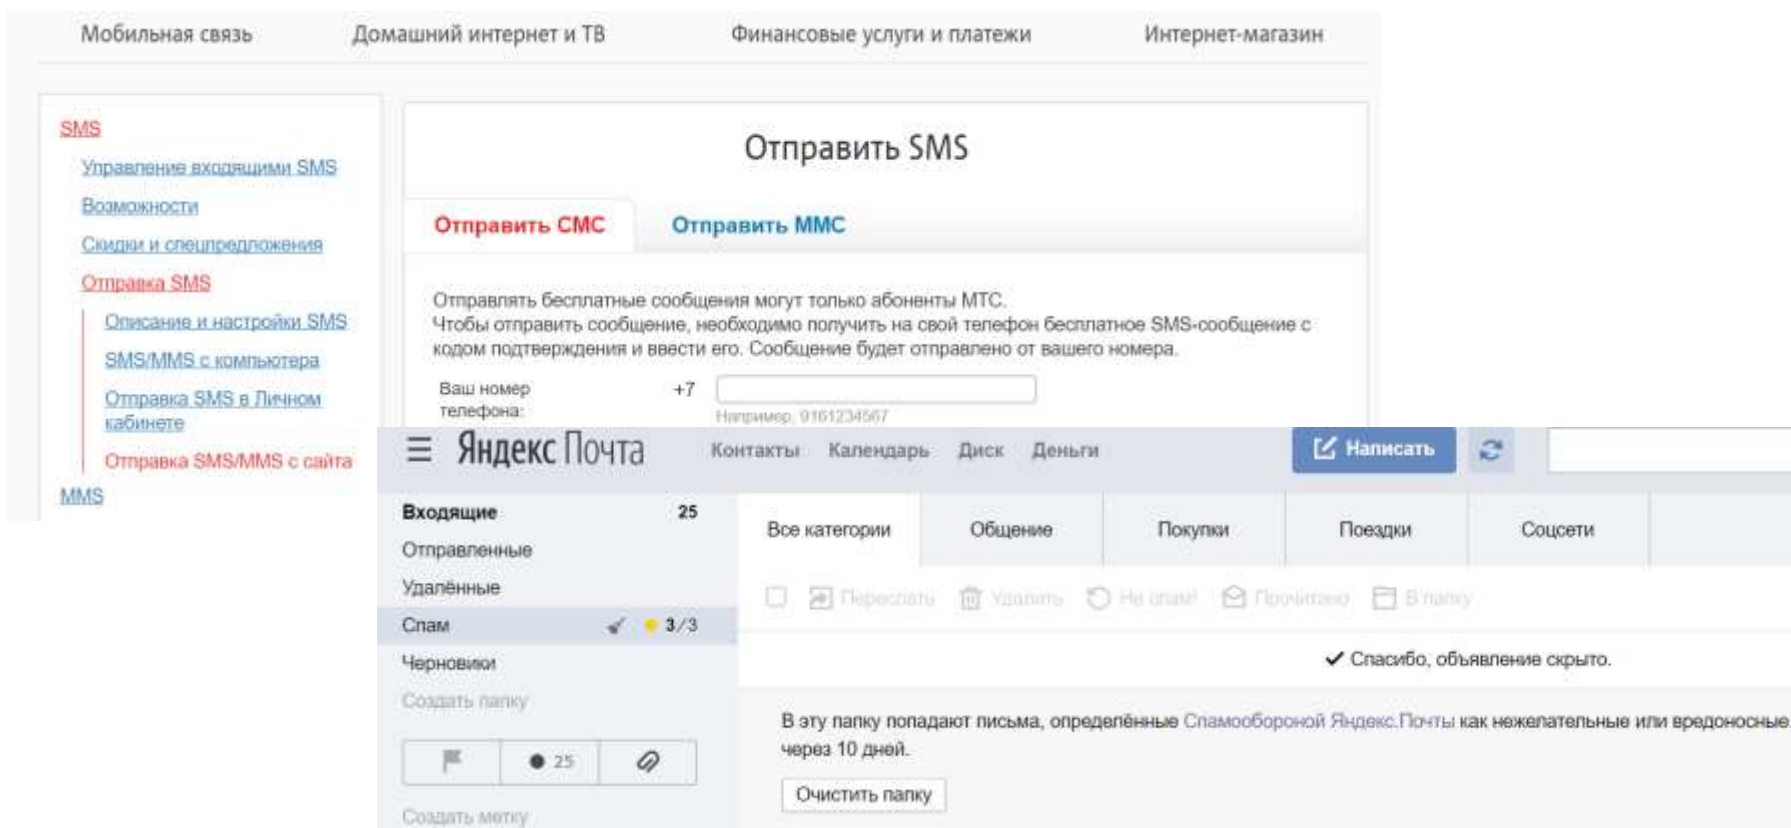 Мобильная связь Домашний интернет и ТВ Финансовые услуги и платежи Интернет-магазин
SMS
Управление входящими SMS
Возможности
Скидки и спецпредложения
Отправка SMS
Описание и настройки SMS
SMS/MMS с компьютера
Отправка SMS в Личном
кабинете
Отправка SMS/MMS с сайта
MMS
Отправить SMS
Отправить СМС Отправить ММС
Отправлять бесплатные сообщения могут только абоненты МТС.
Чтобы отправить сообщение, необходимо получить на свой телефон бесплатное SMS-сообщение с
кодом подтверждения и ввести его. Сообщение будет отправлено от вашего номера.
Ваш номер +7
телефона:
Например, 9161234567
Яндекс Почта Контакты Календарь Диск Деньги Написать
Входящие 25
Отправленные
Удалённые
Спам 3/3
Черновики
Создать папку
25
Создать метку
Все категории Общение Покупки Поездки Соцсети
Переслать Удалить Не спам! Прочитано В папку
Спасибо, объявление скрыто.
В эту папку попадают письма, определённые Спамообороной Яндекс.Почты как нежелательные или вредоносные.
через 10 дней.
Очистить папку